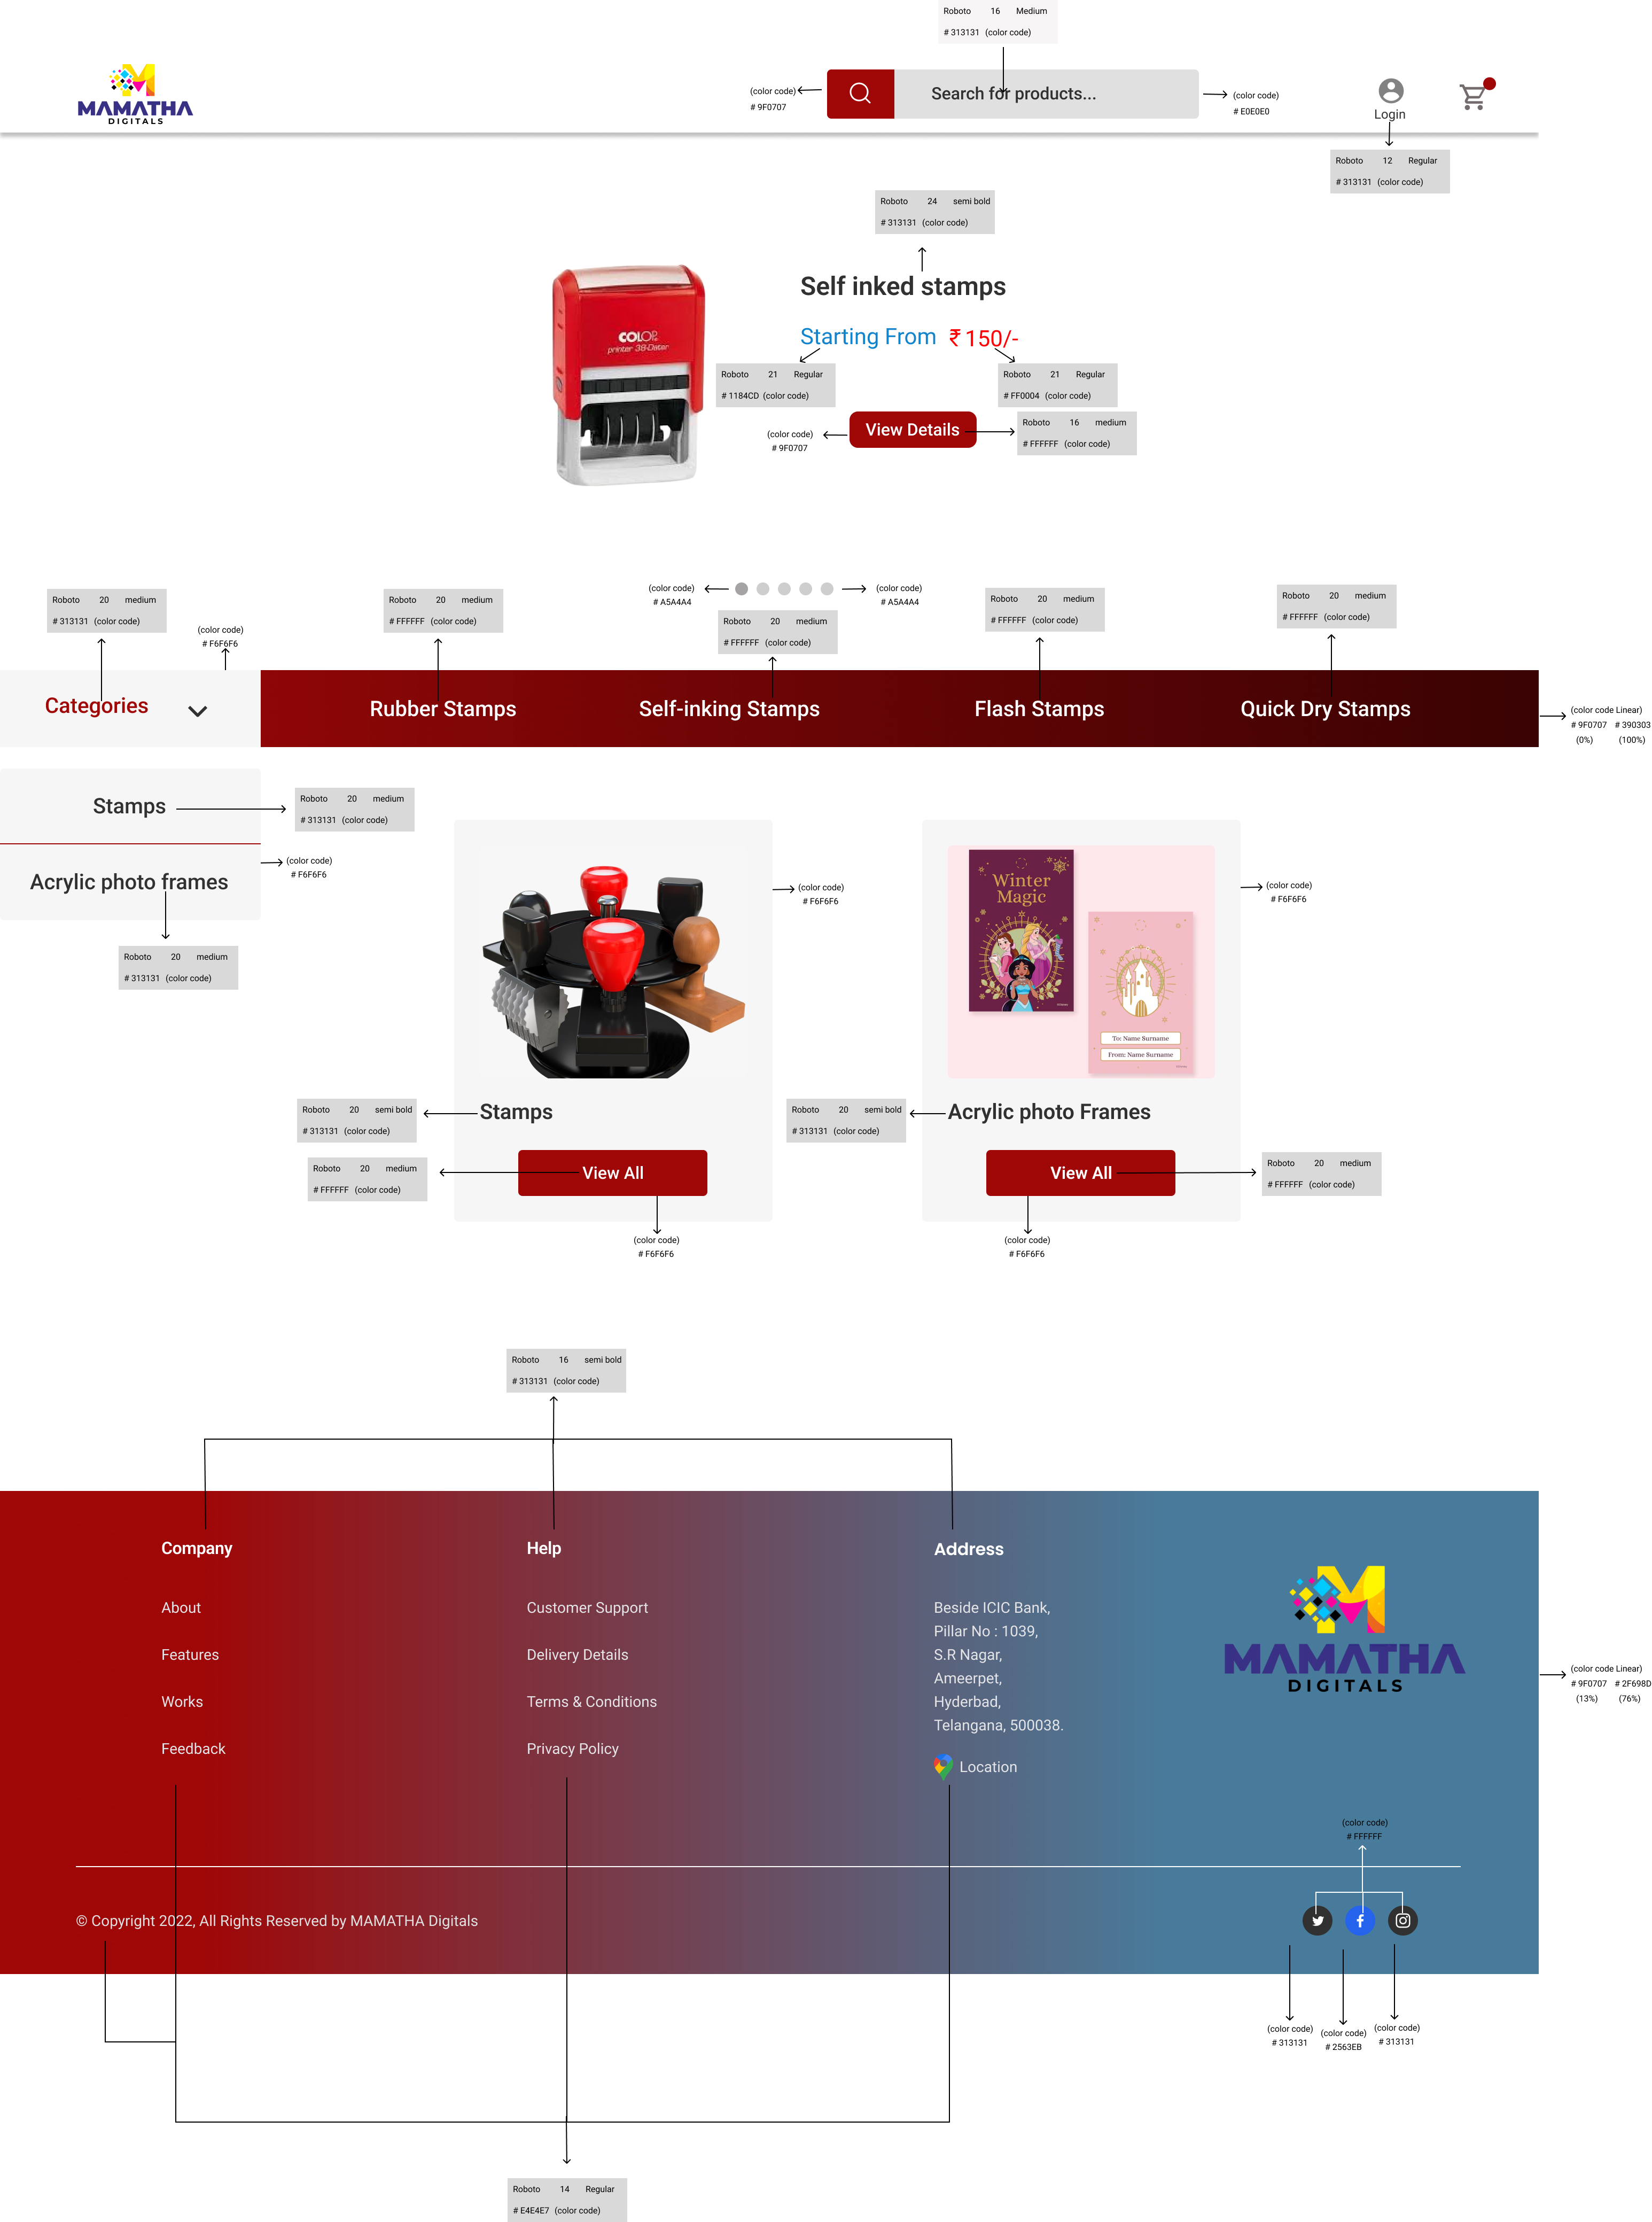 Roboto 16 Medium
# 313131 (color code)
MAMATHA
DIGITALS
(color code)
# 9F0707
Search for products...
(color code)
# E0E0E0
Login
Roboto 12 Regular
# 313131 (color code)
Roboto 24 semi bold
# 313131 (color code)
Self inked stamps
COLOP
printer 38-Dater
Starting From ₹ 150/-
Roboto 21 Regular
# 1184CD (color code)
Roboto 21 Regular
# FF0004 (color code)
(color code)
# 9F0707
View Details
Roboto 16 medium
# FFFFFF (color code)
Roboto 20 medium
# 313131 (color code)
(color code)
# F6F6F6
Roboto 20 medium
# FFFFFF (color code)
(color code)
# A5A4A4
(color code)
# A5A4A4
Roboto 20 medium
# FFFFFF (color code)
Roboto 20 medium
# FFFFFF (color code)
Roboto 20 medium
# FFFFFF (color code)
Categories
Rubber Stamps
Self-inking Stamps
Flash Stamps
Quick Dry Stamps
(color code Linear)
# 9F0707 # 390303
(0%) (100%)
Stamps
Roboto 20 medium
# 313131 (color code)
Acrylic photo frames
(color code)
# F6F6F6
Roboto 20 medium
# 313131 (color code)
(color code)
# F6F6F6
Winter
Magic
To: Name Surname
From: Name Surname
(color code)
# F6F6F6
Roboto 20 semi bold
# 313131 (color code)
Stamps
Roboto 20 semi bold
# 313131 (color code)
Acrylic photo Frames
Roboto 20 medium
# FFFFFF (color code)
View All
View All
Roboto 20 medium
# FFFFFF (color code)
(color code)
# F6F6F6
(color code)
# F6F6F6
Roboto 16 semi bold
# 313131 (color code)
Company
About
Features
Works
Feedback
Help
Customer Support
Delivery Details
Terms & Conditions
Privacy Policy
Address
Beside ICIC Bank,
Pillar No : 1039,
S.R Nagar,
Ameerpet,
Hyderbad,
Telangana, 500038.
Location
MAMATHA
DIGITALS
(color code Linear)
# 9F0707 # 2F698D
(13%) (76%)
(color code)
# FFFFFF
© Copyright 2022, All Rights Reserved by MAMATHA Digitals
(color code)
# 313131
(color code)
# 2563EB
(color code)
# 313131
Roboto 14 Regular
# E4E4E7 (color code)